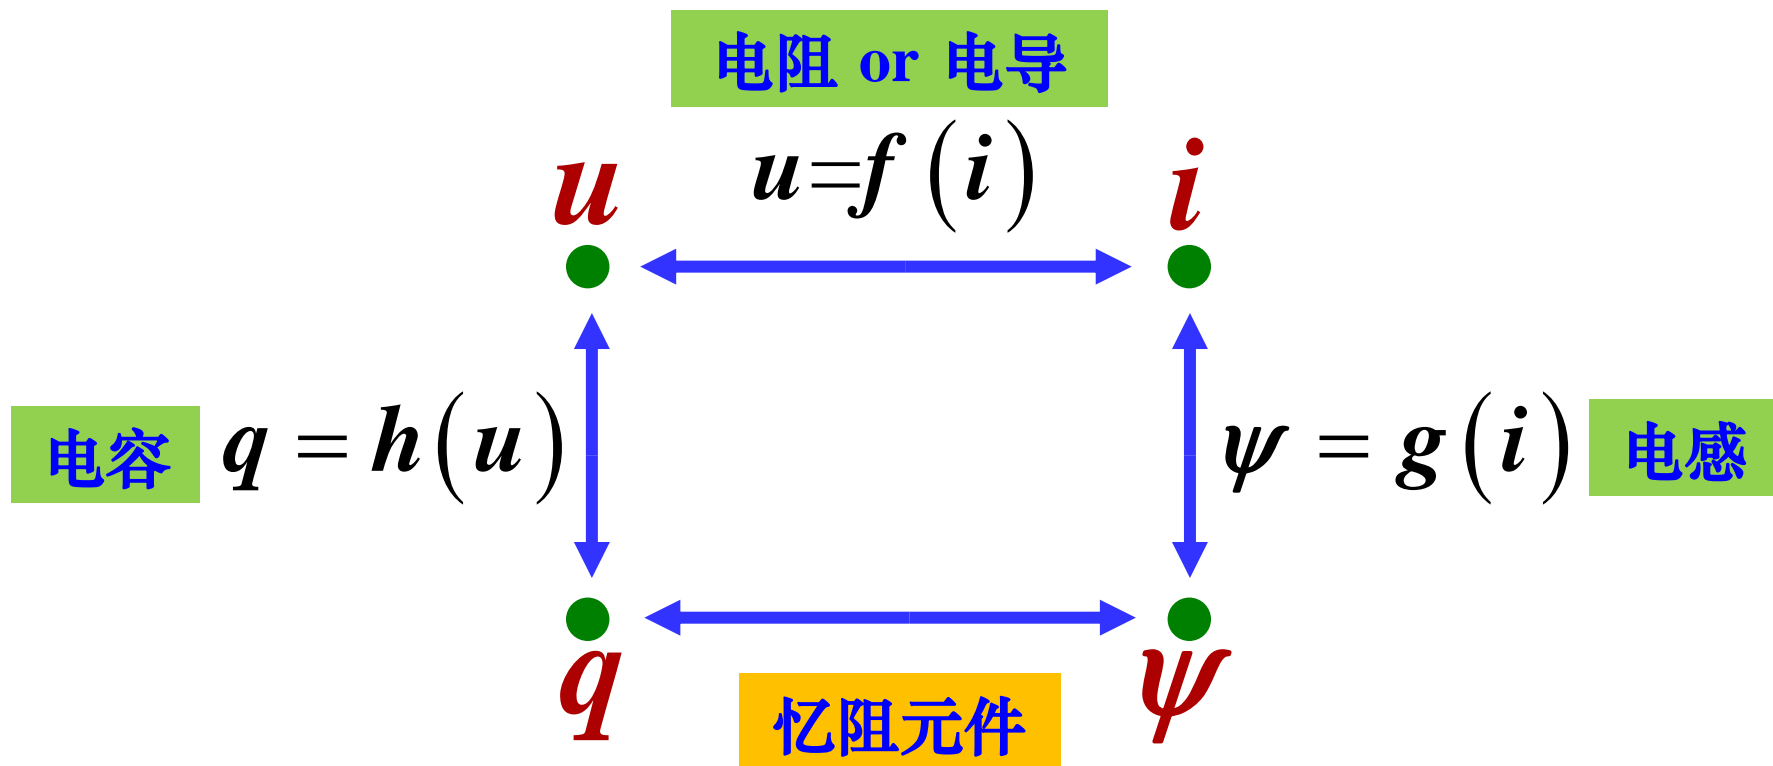 电阻 or 电导
u=f(i)
u
i
电容
q = h(u)
ψ = g(i)
电感
q
ψ
忆阻元件